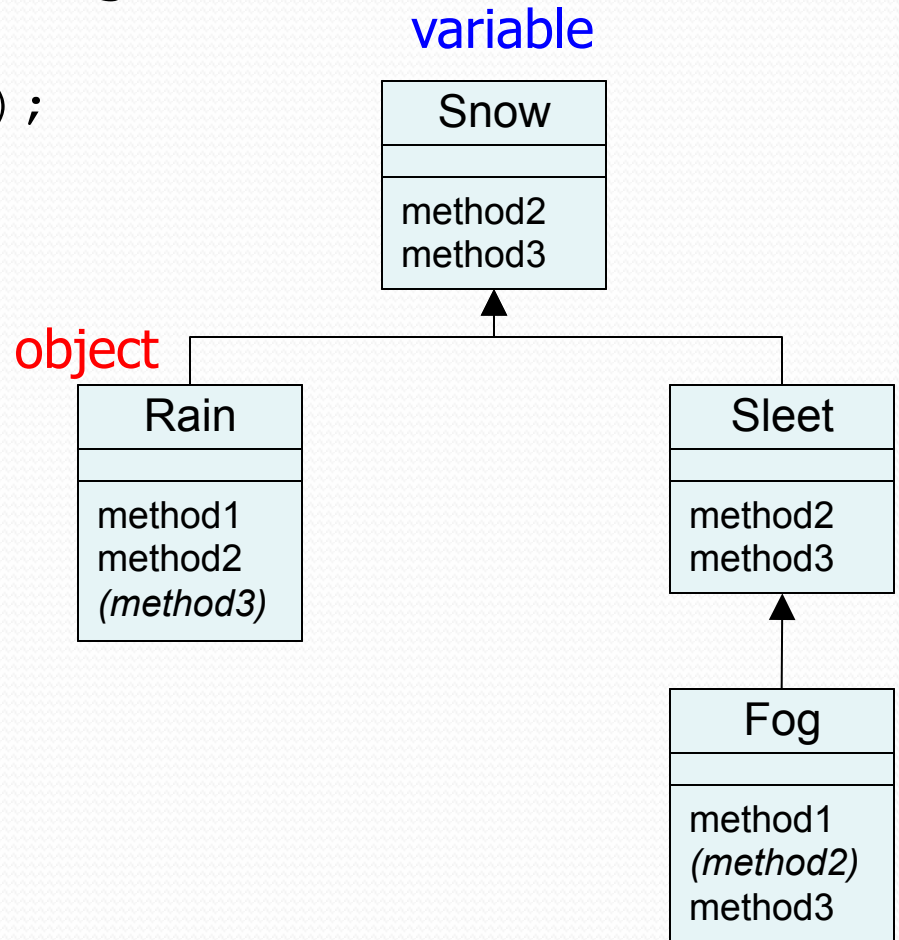 variable
) ;
Snow
method2
method3
object
Rain
method1
method2
(method3)
Sleet
method2
method3
Fog
method1
(method2)
method3